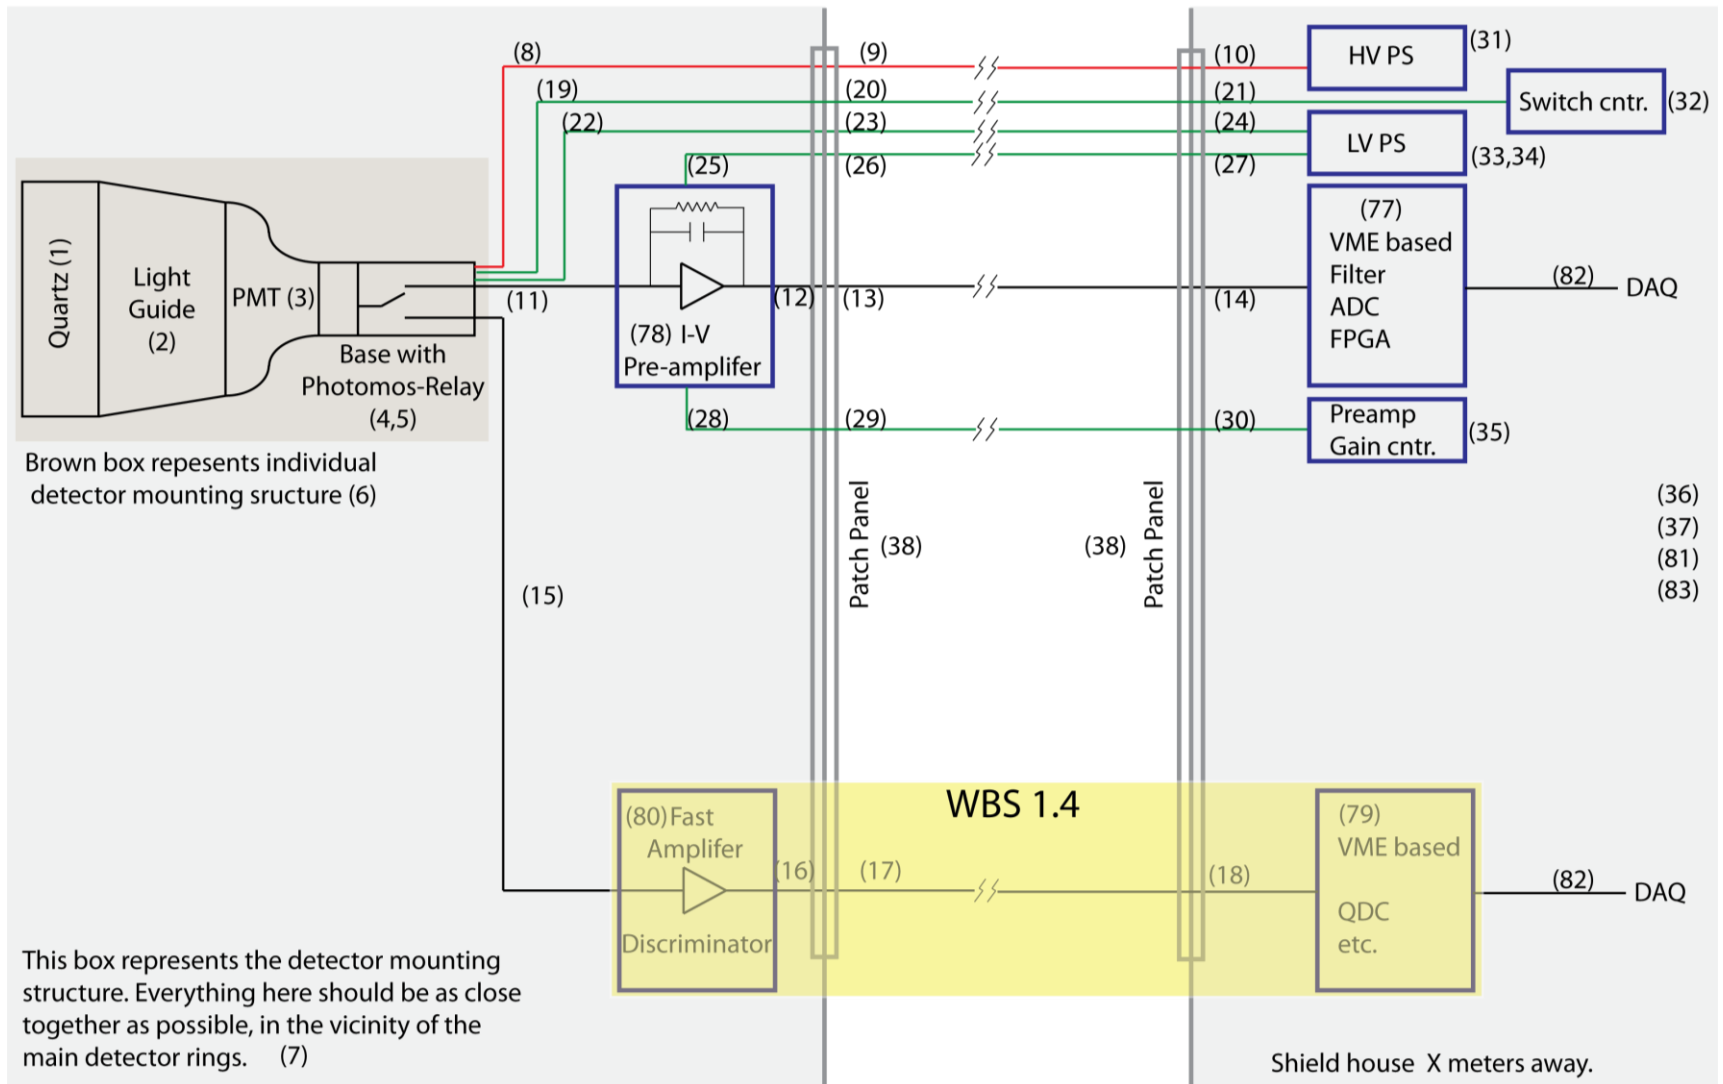 (8)
(9)
(10)
HV PS
(31)
(19)
(20)
(21)
Switch cntr.
(32)
(22)
(23)
(24)
LV PS
(33,34)
(25)
(26)
(27)
Quartz (1)
Light
Guide
(2)
PMT (3)
Base with
Photomos-Relay
(4,5)
(11)
(78) I-V
Pre-amplifer
(12)
(13)
(14)
(77)
VME based
Filter
ADC
FPGA
(82)
DAQ
(28)
(29)
(30)
Preamp
Gain cntr.
(35)
Brown box repesents individual
detector mounting sructure (6)
(15)
Patch Panel
(38)
(38)
Patch Panel
(36)
(37)
(81)
(83)
WBS 1.4
(80) Fast
Amplifer
Discriminator
(16)
(17)
(18)
(79)
VME based
QDC
etc.
(82)
DAQ
This box represents the detector mounting
structure. Everything here should be as close
together as possible, in the vicinity of the
main detector rings. (7)
Shield house X meters away.